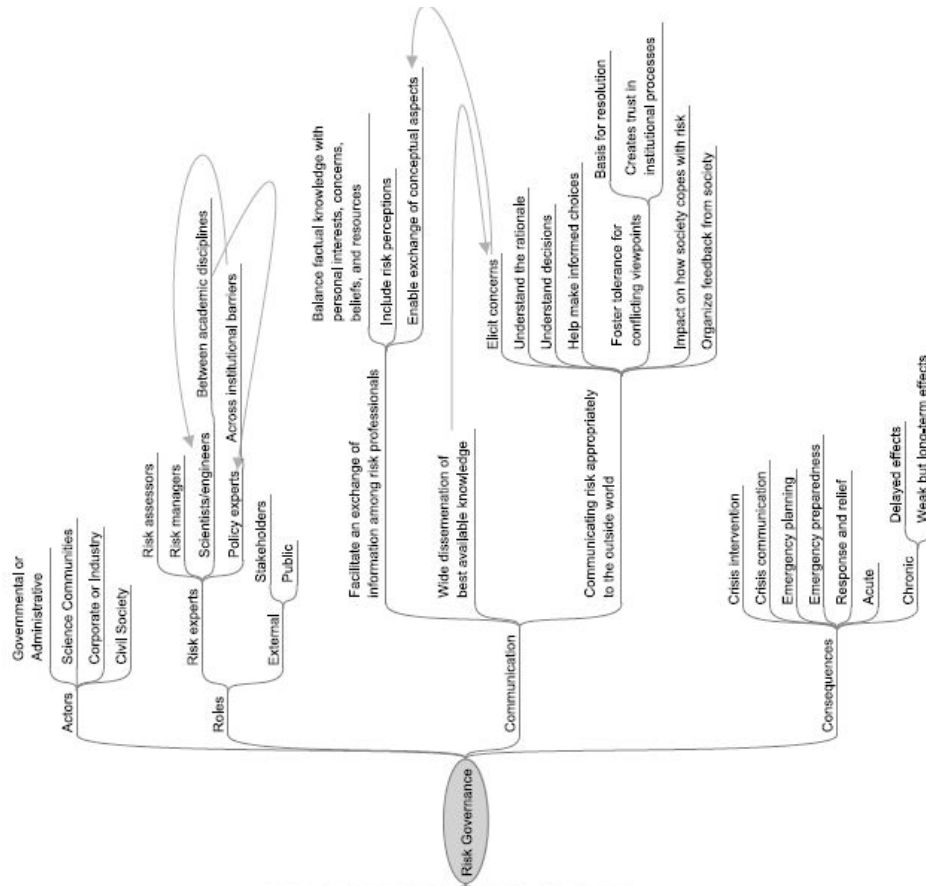 Risk Governance
Actors
Governmental or
Administrative
Science Communities
Corporate or Industry
Civil Society
Roles
Risk experts
Risk assessors
Risk managers
Scientists/engineers
Between academic disciplines
Policy experts
Across institutional barriers
External
Stakeholders
Public
Communication
Facilitate an exchange of
information among risk professionals
Balance factual knowledge with
personal interests, concerns,
beliefs, and resources
Include risk perceptions
Enable exchange of conceptual aspects
Wide dissemenation of
best available knowledge
Communicating risk appropriately
to the outside world
Elicit concerns
Understand the rationale
Understand decisions
Help make informed choices
Foster tolerance for
conflicting viewpoints
Basis for resolution
Creates trust in
institutional processes
Impact on how society copes with risk
Organize feedback from society
Consequences
Crisis intervention
Crisis communication
Emergency planning
Emergency preparedness
Response and relief
Acute
Chronic
Delayed effects
Weak but long-term effects